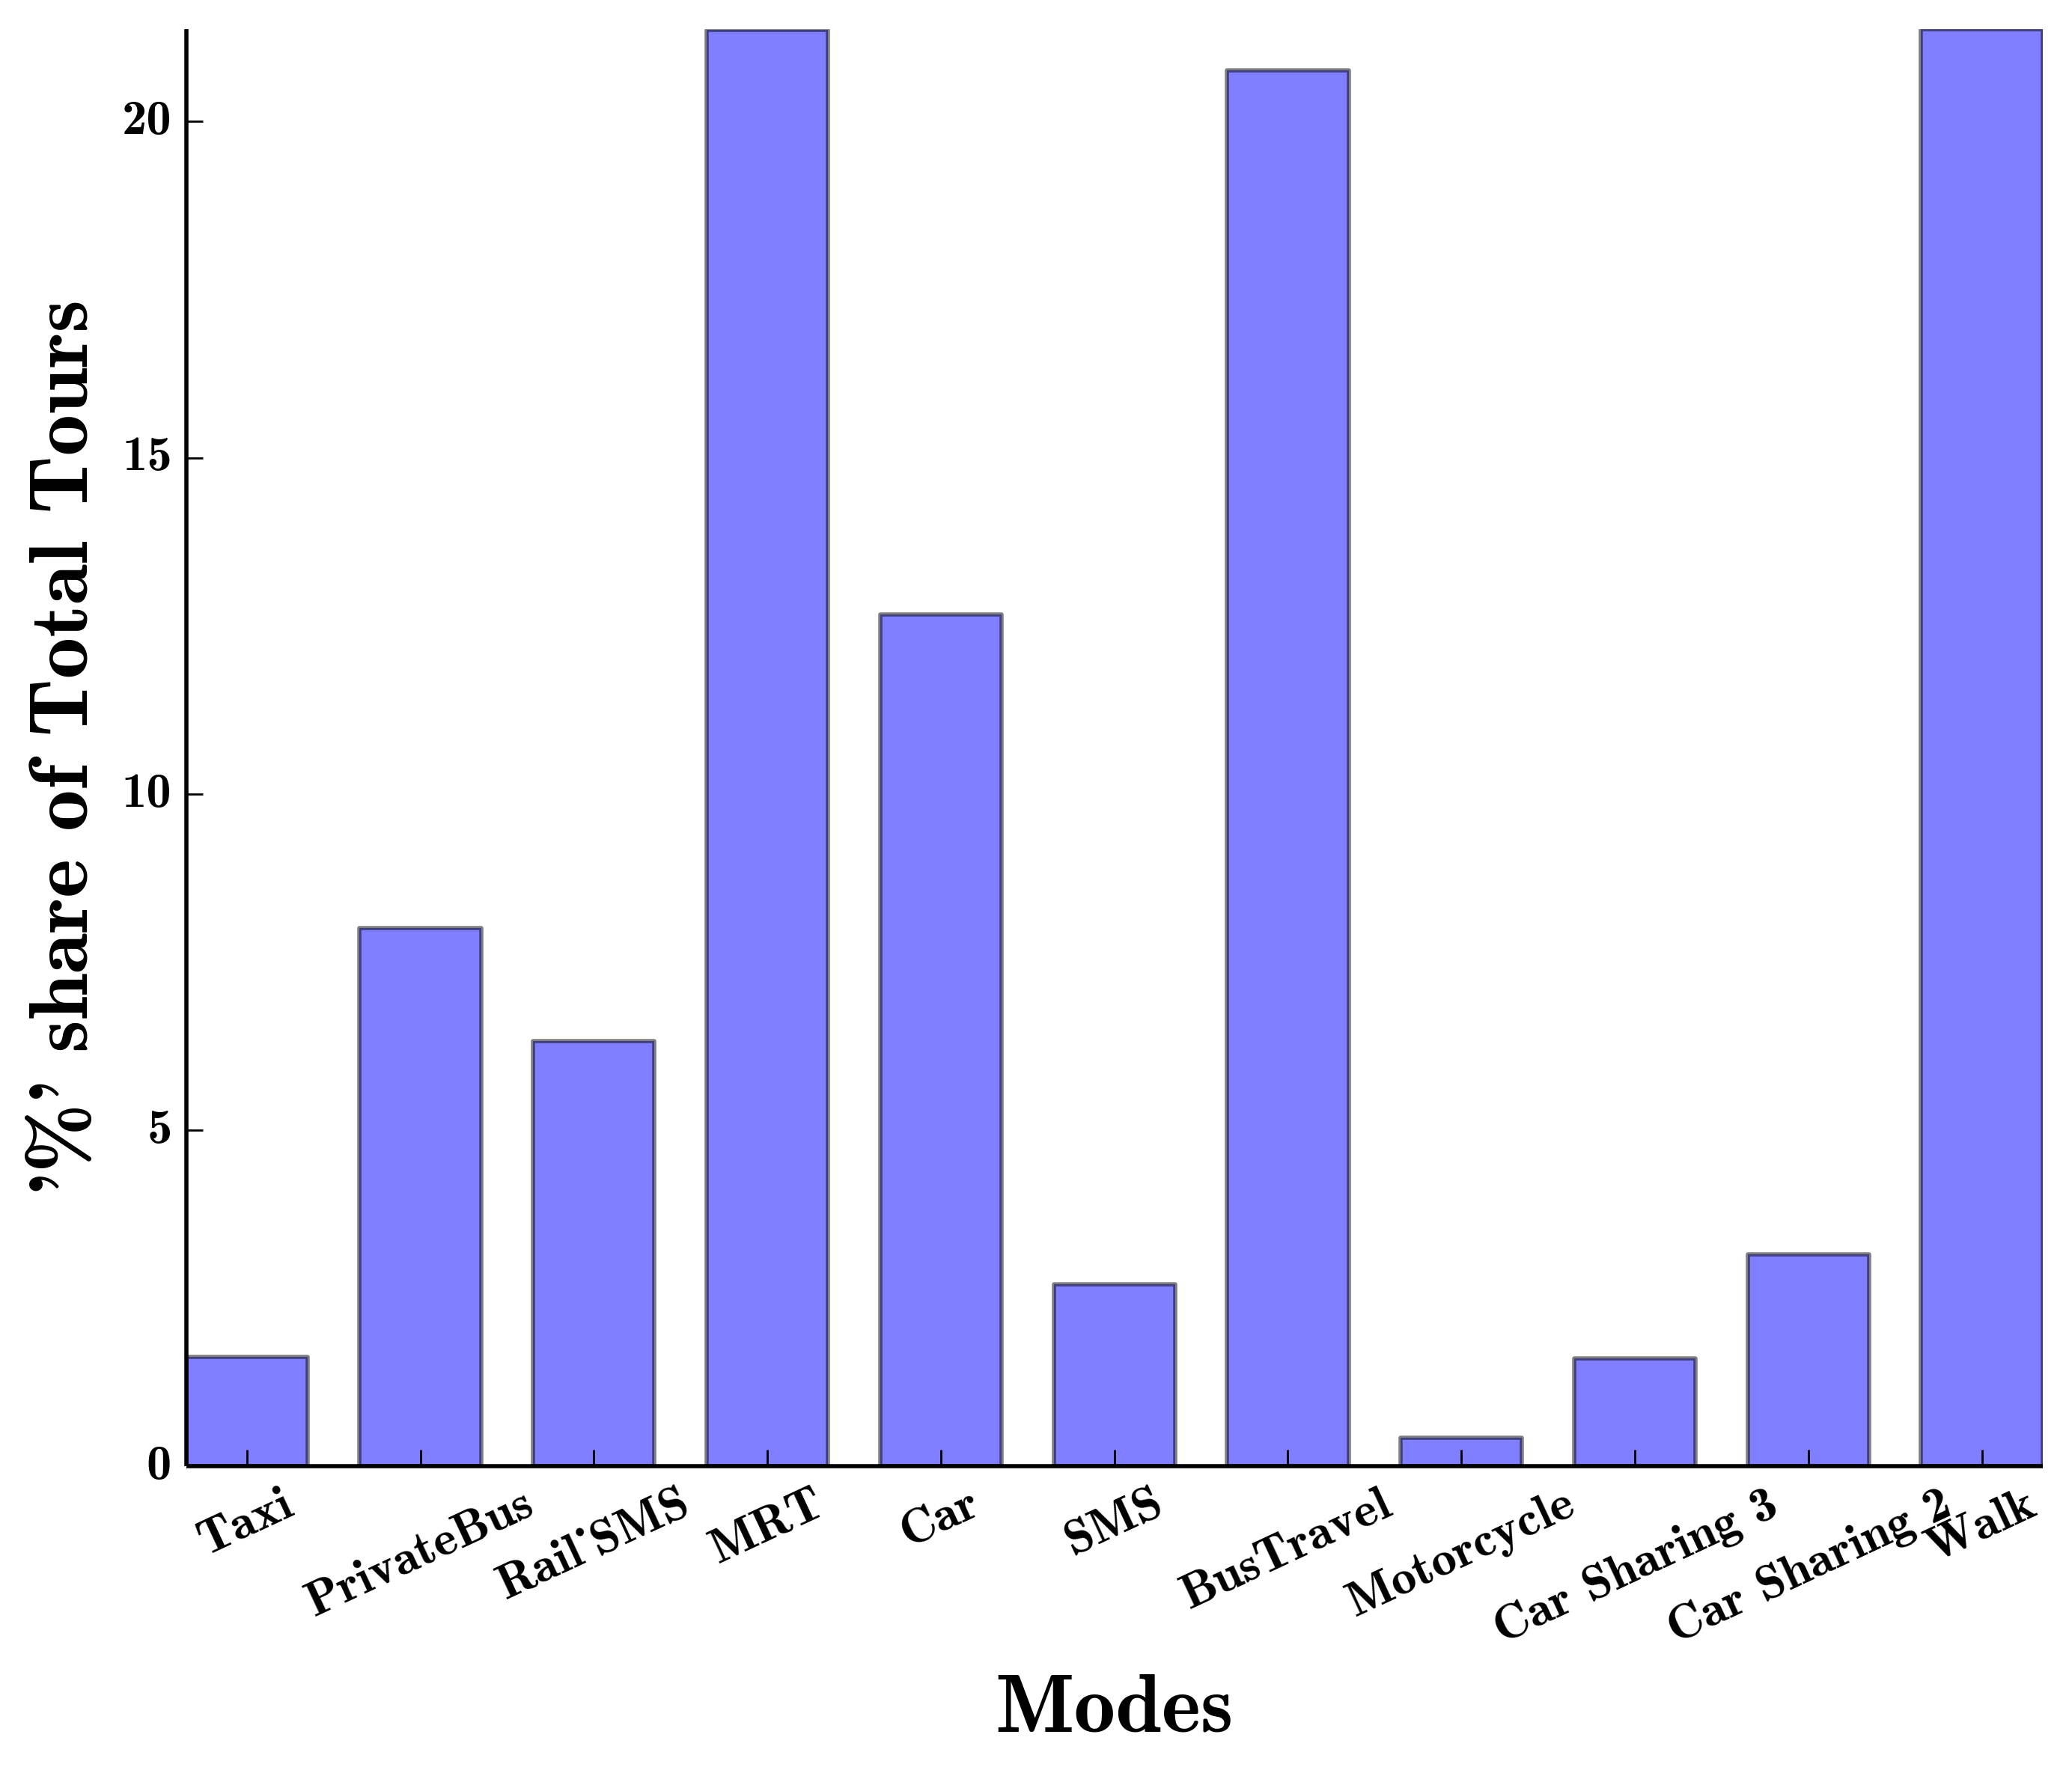 ’%’ share of Total Tours
20
15
10
5
0
Taxi
PrivateBus
Rail˙SMS
MRT
Car
SMS
BusTravel
Motorcycle
Car Sharing 3
Car Sharing 2
Walk
Modes